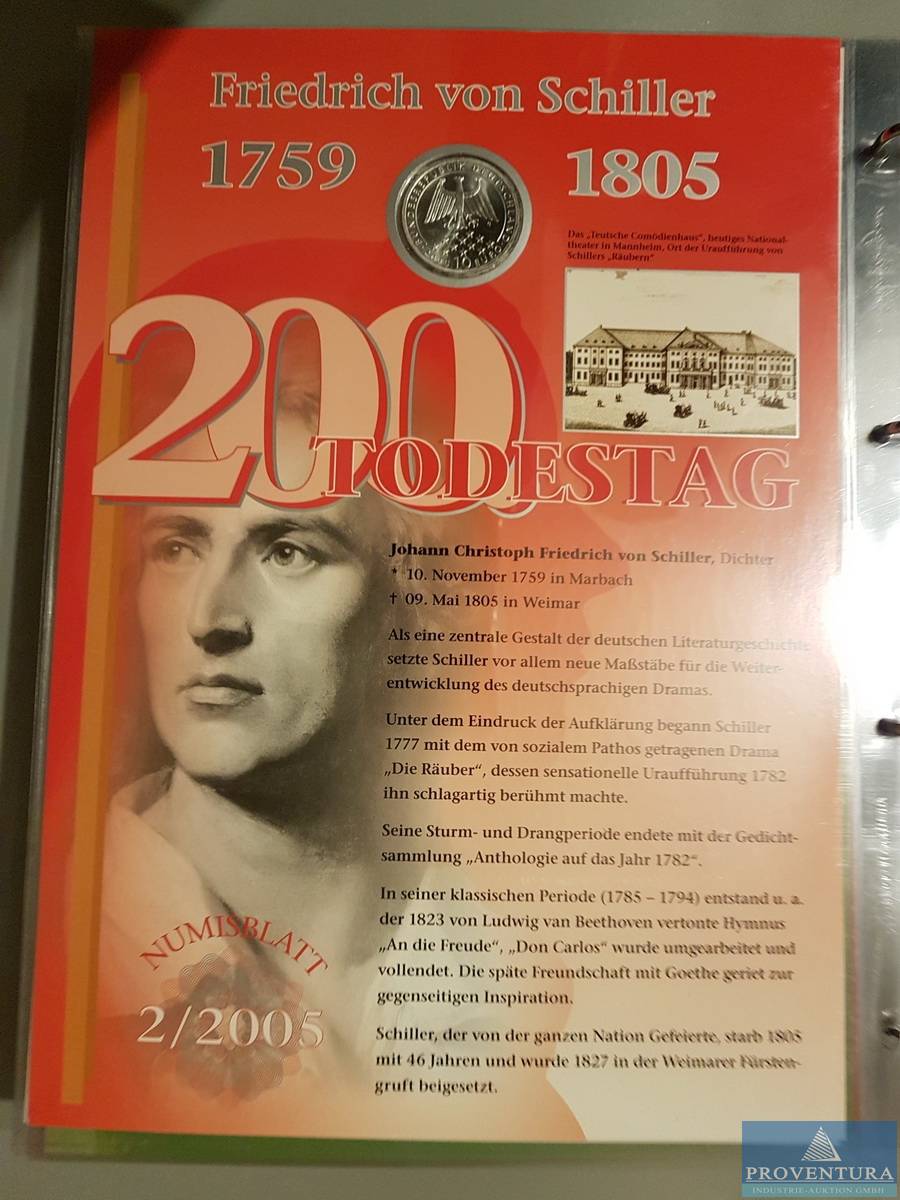 Friedrich von Schiller
1759
1805
BUNDESREPUBLIK DEUTSCHLAND
10 EURO
Das „Teutsche Comödienhaus“, heutiges National-
theater in Mannheim, Ort der Uraufführung von
Schillers „Räubern“
200
TODESTAG
Johann Christoph Friedrich von Schiller, Dichter
* 10. November 1759 in Marbach
† 09. Mai 1805 in Weimar
Als eine zentrale Gestalt der deutschen Literaturgeschichte
setzte Schiller vor allem neue Maßstäbe für die Weiter-
entwicklung des deutschsprachigen Dramas.
Unter dem Eindruck der Aufklärung begann Schiller
1777 mit dem von sozialem Pathos getragenen Drama
„Die Räuber“, dessen sensationelle Uraufführung 1782
ihn schlagartig berühmt machte.
Seine Sturm- und Drangperiode endete mit der Gedicht-
sammlung „Anthologie auf das Jahr 1782“.
In seiner klassischen Periode (1785 – 1794) entstand u. a.
der 1823 von Ludwig van Beethoven vertonte Hymnus
„An die Freude“, „Don Carlos“ wurde umgearbeitet und
vollendet. Die späte Freundschaft mit Goethe geriet zur
gegenseitigen Inspiration.
Schiller, der von der ganzen Nation Gefeierte, starb 1805
mit 46 Jahren und wurde 1827 in der Weimarer Fürsten-
gruft beigesetzt.
NUMISBLATT
2/2005
PROVENTURA
INDUSTRIE-AUKTION GMBH